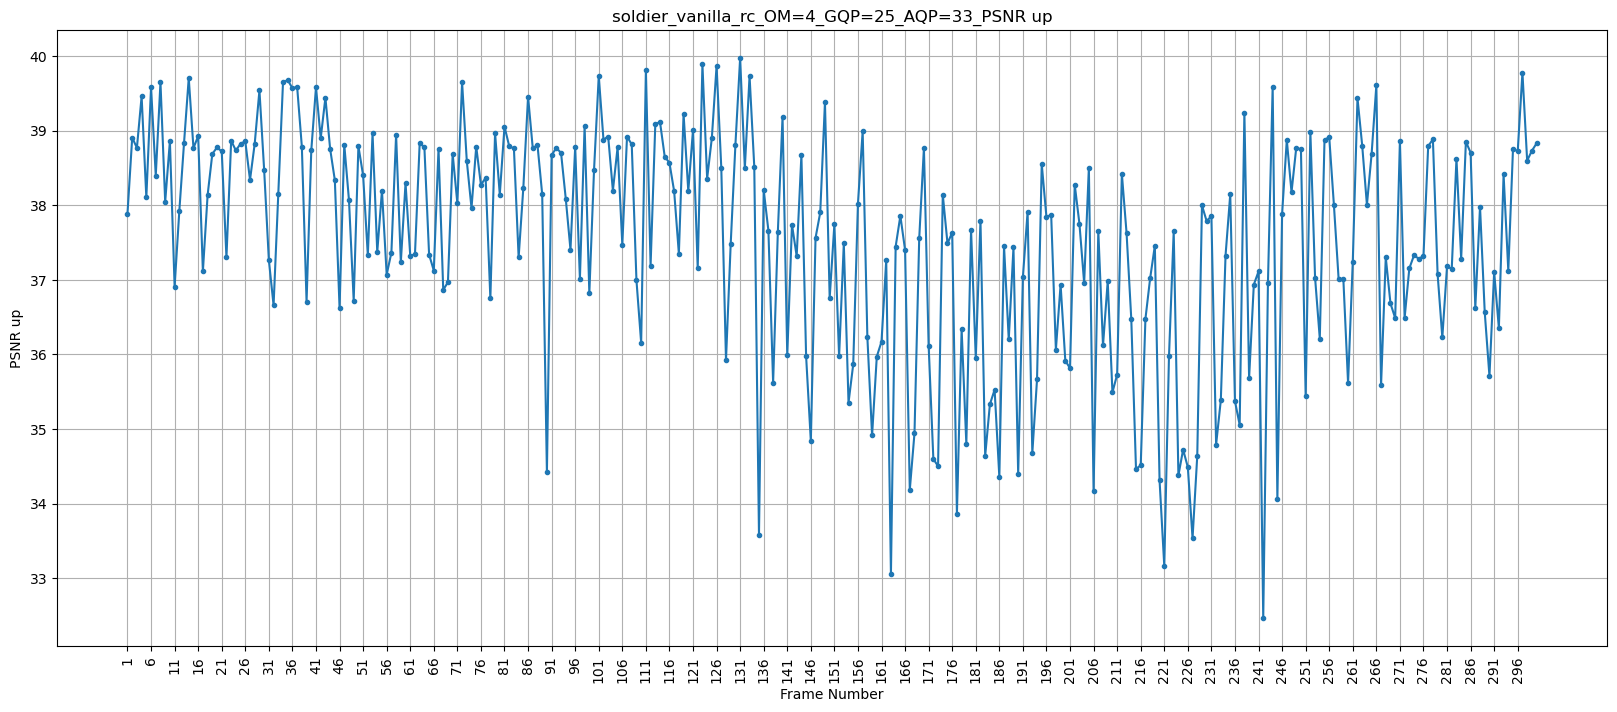 soldier_vanilla_rc_OM=4_GQP=25_AQP=33_PSNR up
PSNR up
40
39
38
37
36
35
34
33
1 6 11 16 21 26 31 36 41 46 51 56 61 66 71 76 81 86 91 96 101 106 111 116 121 126 131 136 141 146 151 156 161 166 171 176 181 186 191 196 201 206 211 216 221 226 231 236 241 246 251 256 261 266 271 276 281 286 291 296
Frame Number